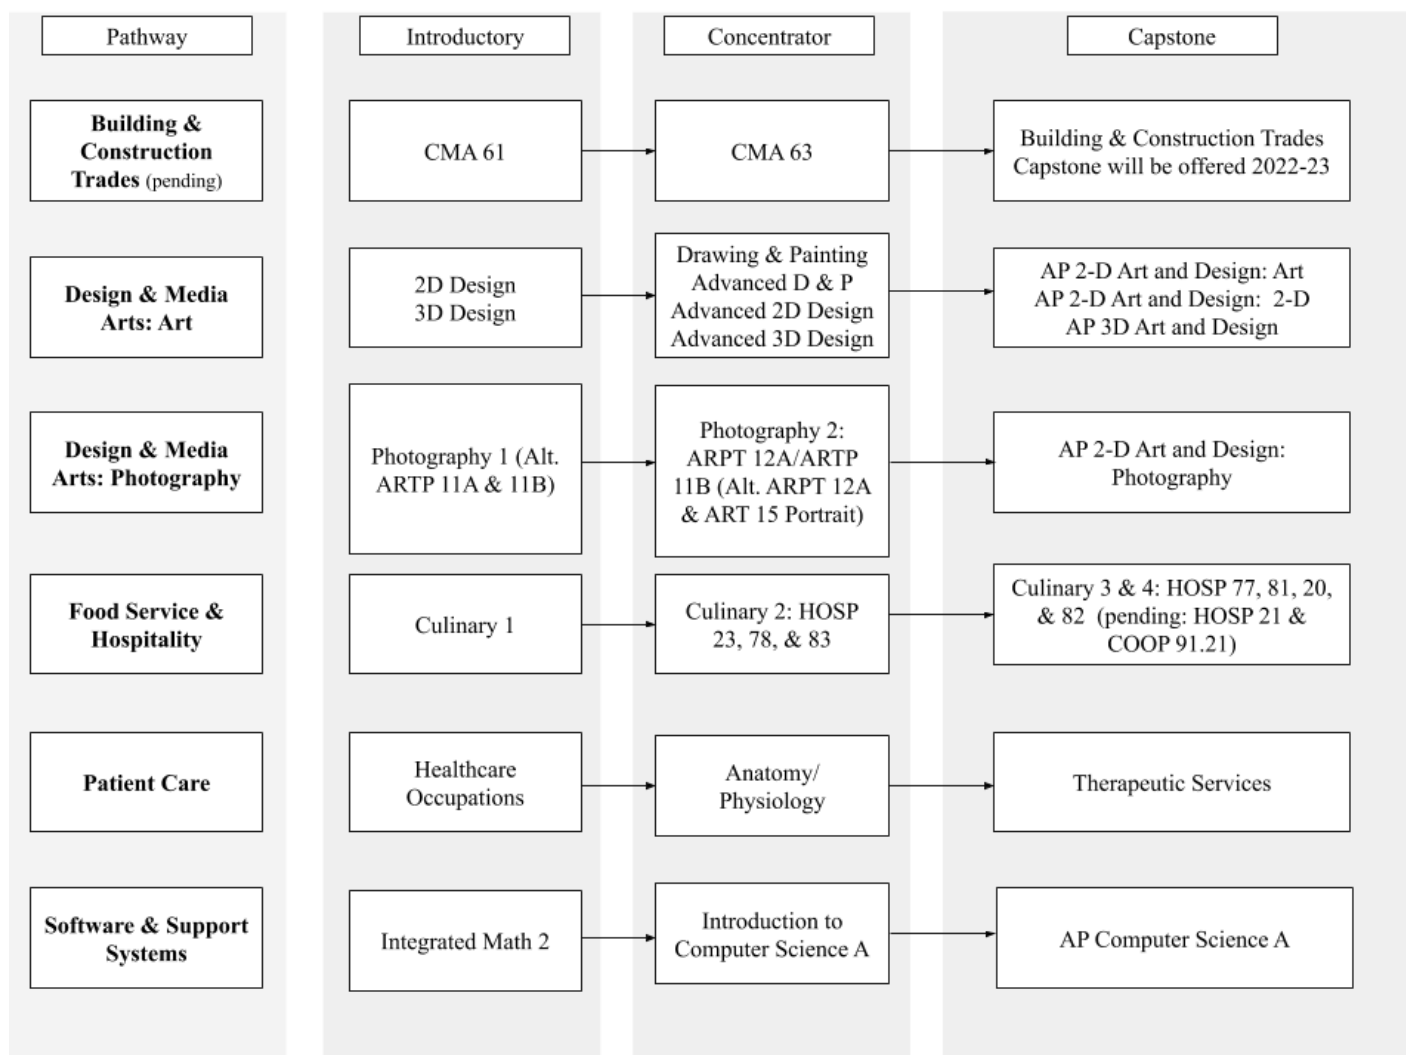 Pathway
Introductory
Concentrator
Capstone
Building &
Construction
Trades (pending)
CMA 61
CMA 63
Building & Construction Trades
Capstone will be offered 2022-23
Design & Media
Arts: Art
2D Design
3D Design
Drawing & Painting
Advanced D & P
Advanced 2D Design
Advanced 3D Design
AP 2-D Art and Design: Art
AP 2-D Art and Design: 2-D
AP 3D Art and Design
Design & Media
Arts: Photography
Photography 1 (Alt.
ARTP 11A & 11B)
Photography 2:
ARPT 12A/ARTP
11B (Alt. ARPT 12A
& ART 15 Portrait)
AP 2-D Art and Design:
Photography
Food Service &
Hospitality
Culinary 1
Culinary 2: HOSP
23, 78, & 83
Culinary 3 & 4: HOSP 77, 81, 20,
& 82 (pending: HOSP 21 &
COOP 91.21)
Patient Care
Healthcare
Occupations
Anatomy/
Physiology
Therapeutic Services
Software & Support
Systems
Integrated Math 2
Introduction to
Computer Science A
AP Computer Science A